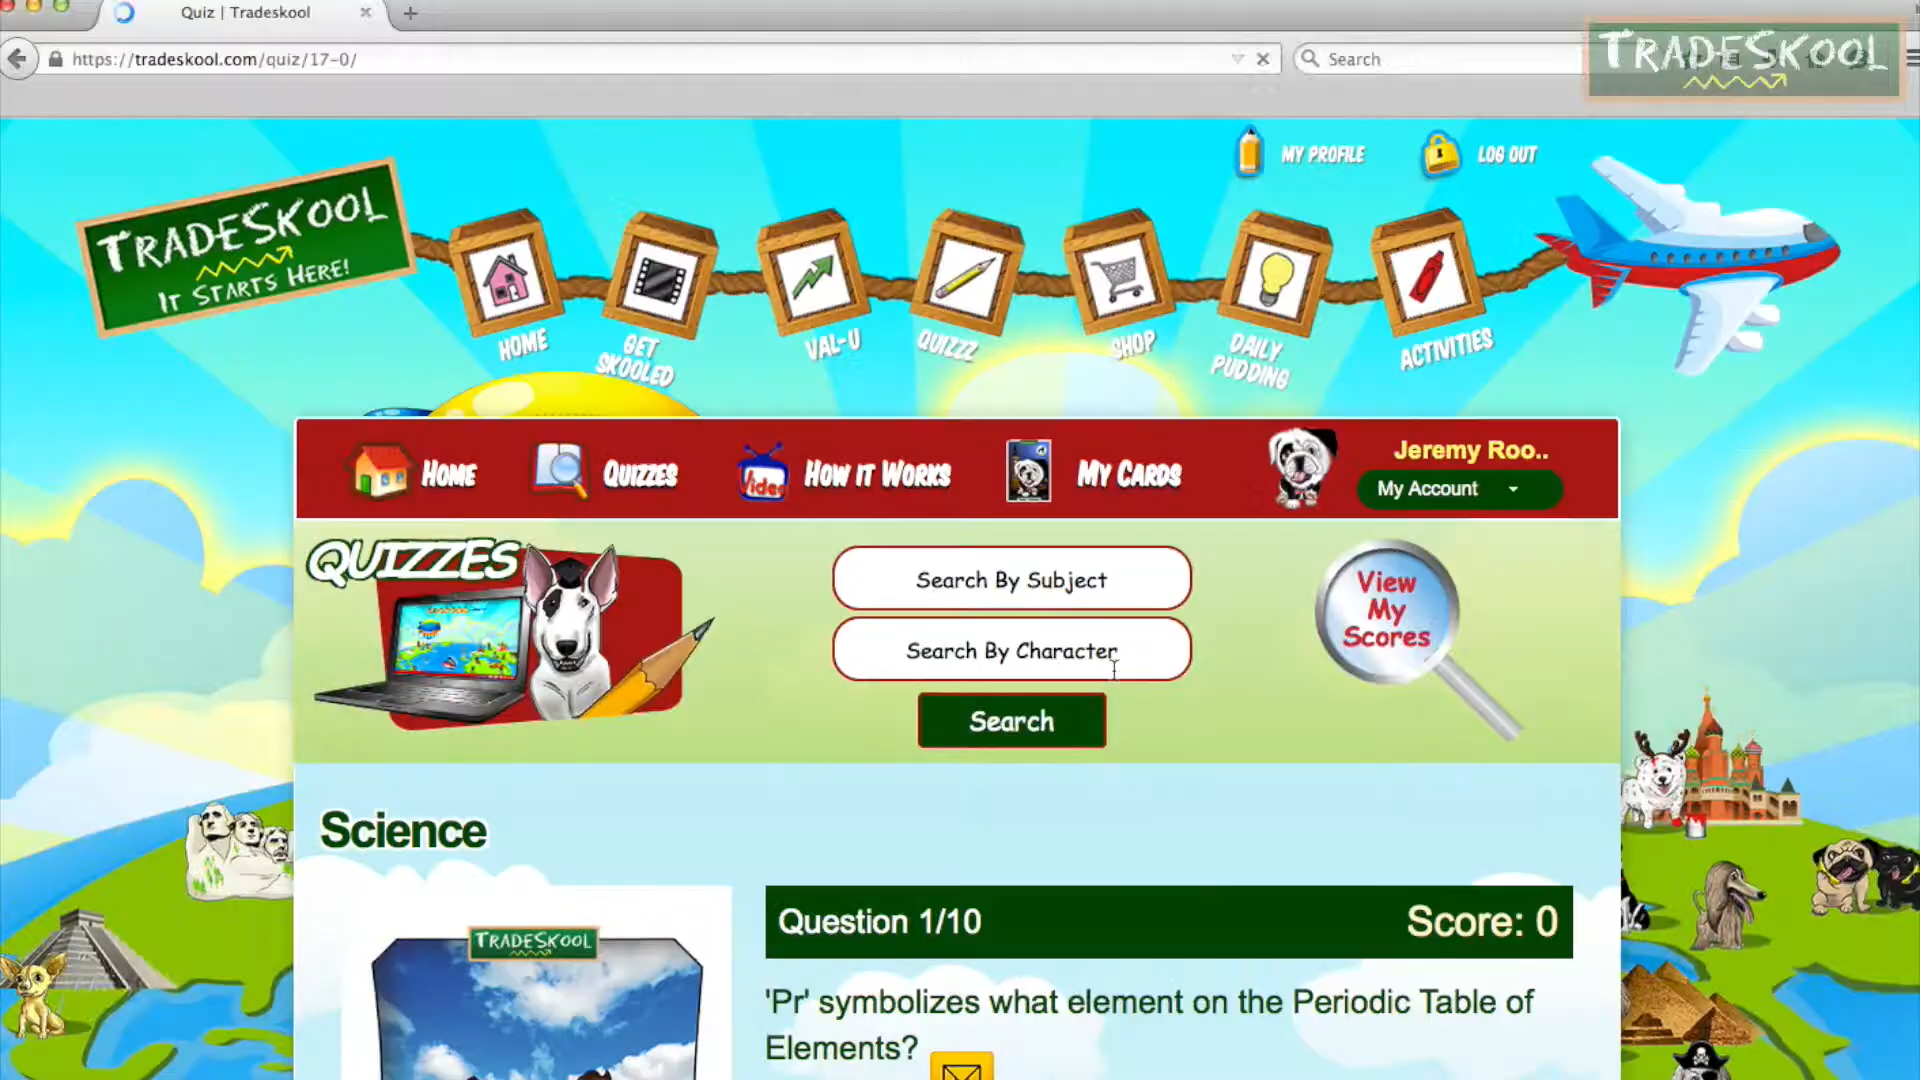 Quiz | Tradeskool
https://tradeskool.com/quiz/17-0/
Search
TRADESKOOL
MY PROFILE
LOG OUT
TRADESKOOL
IT STARTS HERE!
HOME
GET SKOOLED
VAL-U
QUIZZZ
SHOP
DAILY PUDDING
ACTIVITIES
HOME
QUIZZES
Video
HOW IT WORKS
MY CARDS
Jeremy Roo..
My Account
QUIZZES
Search By Subject
Search By Character
Search
View
My
Scores
Science
Question 1/10
Score: 0
TRADESKOOL
'Pr' symbolizes what element on the Periodic Table of
Elements?